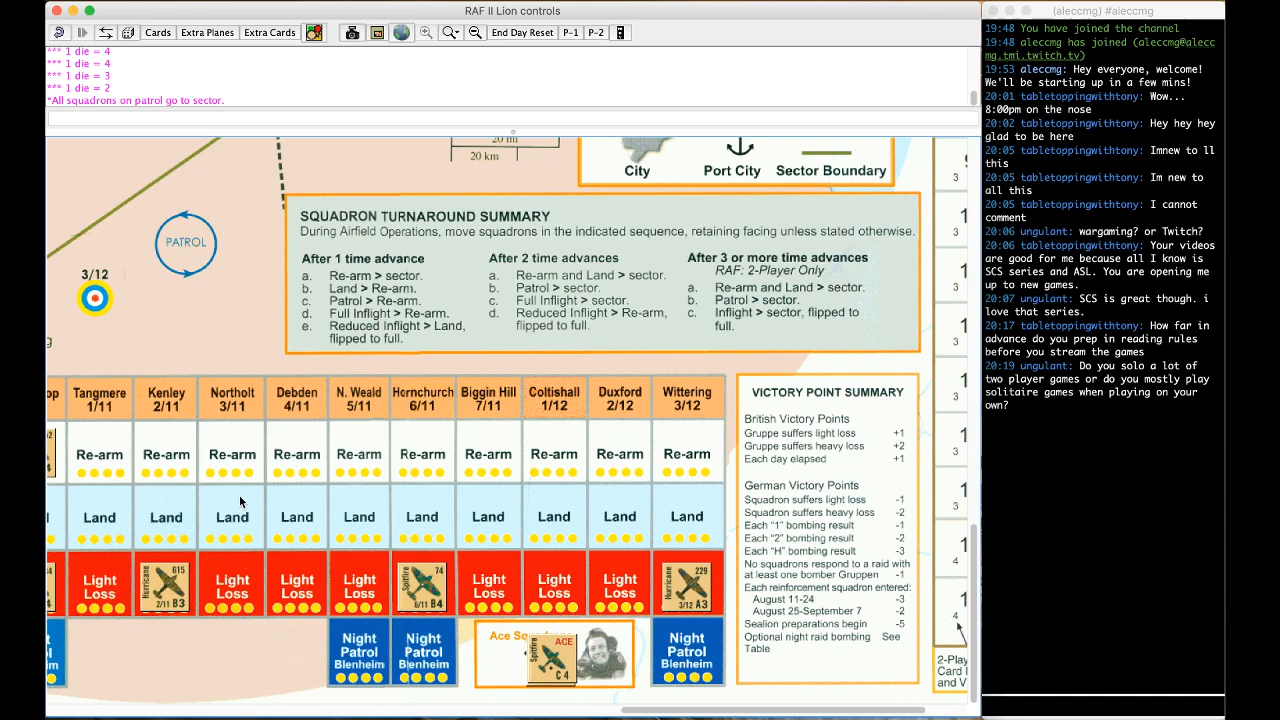 RAF II Lion controls
(aleccmg) #aleccmg
Cards
Extra Planes
Extra Cards
End Day Reset
P-1
P-2
*** 1 die = 4
*** 1 die = 4
*** 1 die = 3
*** 1 die = 2
*All squadrons on patrol go to sector.
20 mi
20 km
City
Port City
Sector Boundary
PATROL
3/12
SQUADRON TURNAROUND SUMMARY
During Airfield Operations, move squadrons in the indicated sequence, retaining facing unless stated otherwise.
After 1 time advance
a. Re-arm > sector.
b. Land > Re-arm.
c. Patrol > Re-arm.
d. Full Inflight > Re-arm.
e. Reduced Inflight > Land,
flipped to full.
After 2 time advances
a. Re-arm and Land > sector.
b. Patrol > sector.
c. Full Inflight > sector.
d. Reduced Inflight > Re-arm,
flipped to full.
After 3 or more time advances
RAF: 2-Player Only
a. Re-arm and Land > sector.
b. Patrol > sector.
c. Inflight > sector, flipped to
full.
Tangmere
1/11
Kenley
2/11
Northolt
3/11
Debden
4/11
N. Weald
5/11
Hornchurch
6/11
Biggin Hill
7/11
Coltishall
1/12
Duxford
2/12
Wittering
3/12
Re-arm Re-arm Re-arm Re-arm Re-arm Re-arm Re-arm Re-arm Re-arm Re-arm
Land Land Land Land Land Land Land Land Land Land
Light
Loss
Hurricane
615
2/11 B3
Light
Loss
Light
Loss
Light
Loss
Spitfire
74
6/11 B4
Light
Loss
Light
Loss
Light
Loss
Hurricane
229
3/12 A3
Night
Patrol
Blenheim
Night
Patrol
Blenheim
Ace
Spitfire
ACE
C 4
Night
Patrol
Blenheim
VICTORY POINT SUMMARY
British Victory Points
Gruppe suffers light loss +1
Gruppe suffers heavy loss +2
Each day elapsed +1
German Victory Points
Squadron suffers light loss -1
Squadron suffers heavy loss -2
Each "1" bombing result -1
Each "2" bombing result -2
Each "H" bombing result -3
No squadrons respond to a raid with
at least one bomber Gruppen -1
Each reinforcement squadron entered:
August 11-24 -3
August 25-September 7 -2
Sealion preparations begin -5
Optional night raid bombing See
Table
3
3
3
3
3
3
4
4
2-Play
Card
and V
19:48 You have joined the channel
19:48 aleccmg has joined (aleccmg@alecc
mg.tmi.twitch.tv)
19:53 aleccmg: Hey everyone, welcome!
We'll be starting up in a few mins!
20:01 tabletoppingwithtony: Wow...
8:00pm on the nose
20:02 tabletoppingwithtony: Hey hey hey
glad to be here
20:05 tabletoppingwithtony: Imnew to ll
this
20:05 tabletoppingwithtony: Im new to
all this
20:05 tabletoppingwithtony: I cannot
comment
20:06 ungulant: wargaming? or Twitch?
20:06 tabletoppingwithtony: Your videos
are good for me because all I know is
SCS series and ASL. You are opening me
up to new games.
20:07 ungulant: SCS is great though. i
love that series.
20:17 tabletoppingwithtony: How far in
advance do you prep in reading rules
before you stream the games
20:19 ungulant: Do you solo a lot of
two player games or do you mostly play
solitaire games when playing on your
own?